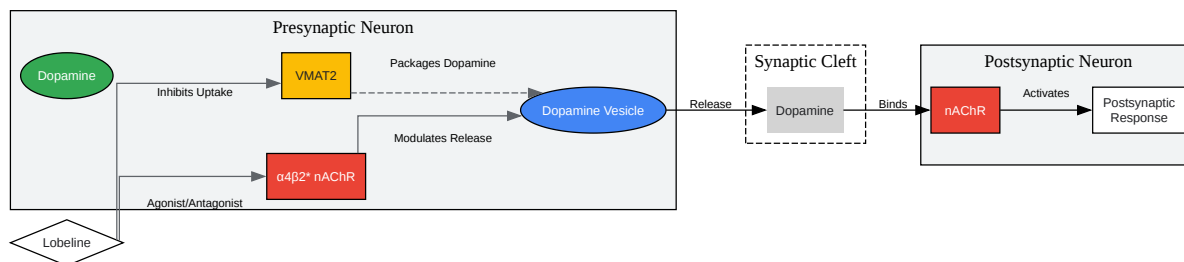 Presynaptic Neuron
Dopamine
VMAT2
Packages Dopamine
Inhibits Uptake
Dopamine Vesicle
Modulates Release
α4β2* nAChR
Agonist/Antagonist
Lobeline
Release
Synaptic Cleft
Dopamine
Binds
Postsynaptic Neuron
nAChR
Activates
Postsynaptic
Response